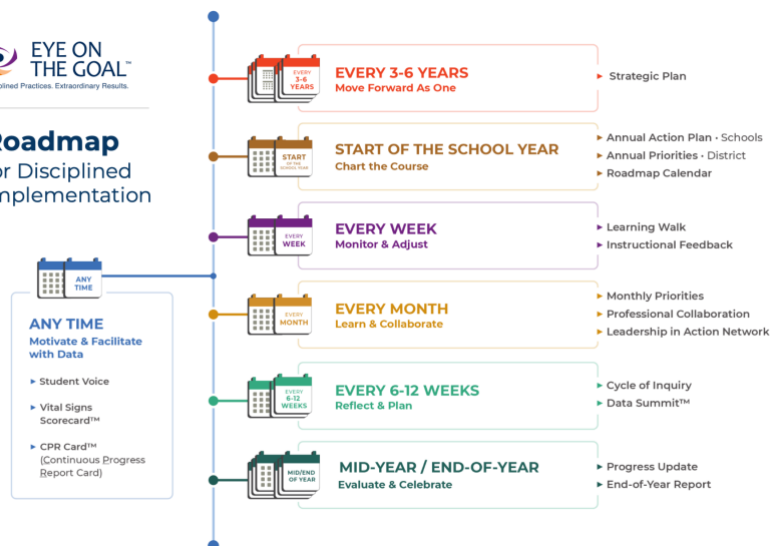 EYE ON
THE GOAL™
plined Practices. Extraordinary Results.
Roadmap
or Disciplined
mplementation
ANY
TIME
ANY TIME
Motivate & Facilitate
with Data
▸ Student Voice
▸ Vital Signs
Scorecard™
▸ CPR Card™
(Continuous Progress
Report Card)
EVERY
3-6
YEARS
EVERY 3-6 YEARS
Move Forward As One
▸ Strategic Plan
START
OF THE
SCHOOL YEAR
START OF THE SCHOOL YEAR
Chart the Course
▸ Annual Action Plan · Schools
▸ Annual Priorities · District
▸ Roadmap Calendar
EVERY
WEEK
EVERY WEEK
Monitor & Adjust
▸ Learning Walk
▸ Instructional Feedback
EVERY
MONTH
EVERY MONTH
Learn & Collaborate
▸ Monthly Priorities
▸ Professional Collaboration
▸ Leadership in Action Network
EVERY
6-12
WEEKS
EVERY 6-12 WEEKS
Reflect & Plan
▸ Cycle of Inquiry
▸ Data Summit™
MID/END
OF YEAR
MID-YEAR / END-OF-YEAR
Evaluate & Celebrate
▸ Progress Update
▸ End-of-Year Report